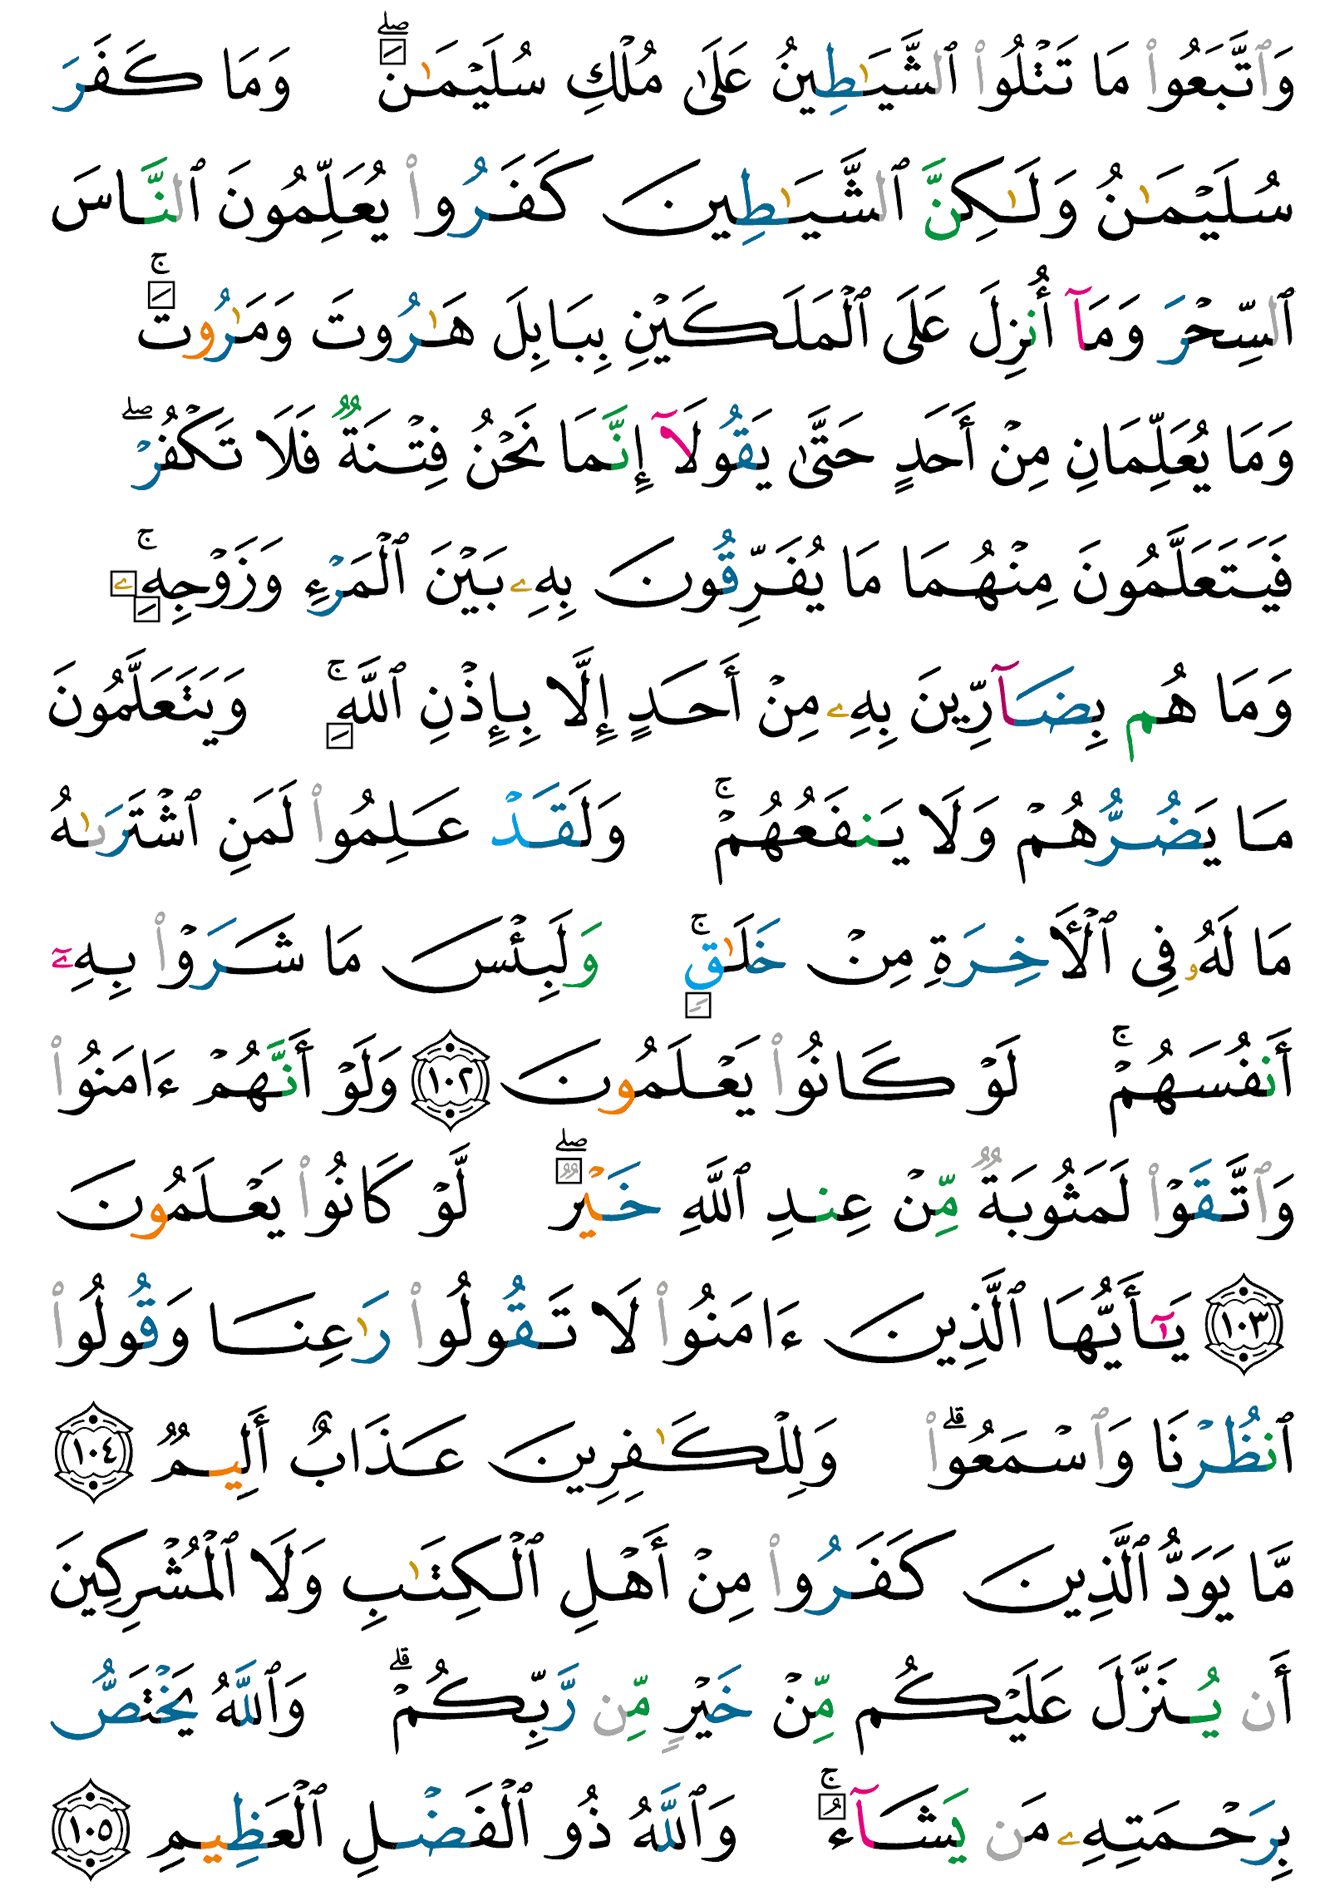 وَٱتَّبَعُوا۟ مَا تَتْلُوا۟ ٱلشَّيَـٰطِينُ عَلَىٰ مُلْكِ سُلَيْمَـٰنَ ۖ وَمَا كَفَرَ
سُلَيْمَـٰنُ وَلَـٰكِنَّ ٱلشَّيَـٰطِينَ كَفَرُوا۟ يُعَلِّمُونَ ٱلنَّاسَ
ٱلسِّحْرَ وَمَآ أُنزِلَ عَلَى ٱلْمَلَكَيْنِ بِبَابِلَ هَـٰرُوتَ وَمَـٰرُوتَ ۚ
وَمَا يُعَلِّمَانِ مِنْ أَحَدٍ حَتَّىٰ يَقُولَآ إِنَّمَا نَحْنُ فِتْنَةٌ فَلَا تَكْفُرْ ۖ
فَيَتَعَلَّمُونَ مِنْهُمَا مَا يُفَرِّقُونَ بِهِۦ بَيْنَ ٱلْمَرْءِ وَزَوْجِهِۦ ۚ
وَمَا هُم بِضَآرِّينَ بِهِۦ مِنْ أَحَدٍ إِلَّا بِإِذْنِ ٱللَّهِ ۚ وَيَتَعَلَّمُونَ
مَا يَضُرُّهُمْ وَلَا يَنفَعُهُمْ ۚ وَلَقَدْ عَلِمُوا۟ لَمَنِ ٱشْتَرَىٰهُ
مَا لَهُۥ فِى ٱلْـَٔاخِرَةِ مِنْ خَلَـٰقٍ ۚ وَلَبِئْسَ مَا شَرَوْا۟ بِهِۦٓ
أَنفُسَهُمْ ۚ لَوْ كَانُوا۟ يَعْلَمُونَ ١٠٢ وَلَوْ أَنَّهُمْ ءَامَنُوا۟
وَٱتَّقَوْا۟ لَمَثُوبَةٌ مِّنْ عِندِ ٱللَّهِ خَيْرٌ ۖ لَّوْ كَانُوا۟ يَعْلَمُونَ
١٠٣ يَـٰٓأَيُّهَا ٱلَّذِينَ ءَامَنُوا۟ لَا تَقُولُوا۟ رَٰعِنَا وَقُولُوا۟
ٱنظُرْنَا وَٱسْمَعُوا۟ ۗ وَلِلْكَـٰفِرِينَ عَذَابٌ أَلِيمٌ ١٠٤
مَّا يَوَدُّ ٱلَّذِينَ كَفَرُوا۟ مِنْ أَهْلِ ٱلْكِتَـٰبِ وَلَا ٱلْمُشْرِكِينَ
أَن يُنَزَّلَ عَلَيْكُم مِّنْ خَيْرٍ مِّن رَّبِّكُمْ ۗ وَٱللَّهُ يَخْتَصُّ
بِرَحْمَتِهِۦ مَن يَشَآءُ ۚ وَٱللَّهُ ذُو ٱلْفَضْلِ ٱلْعَظِيمِ ١٠٥